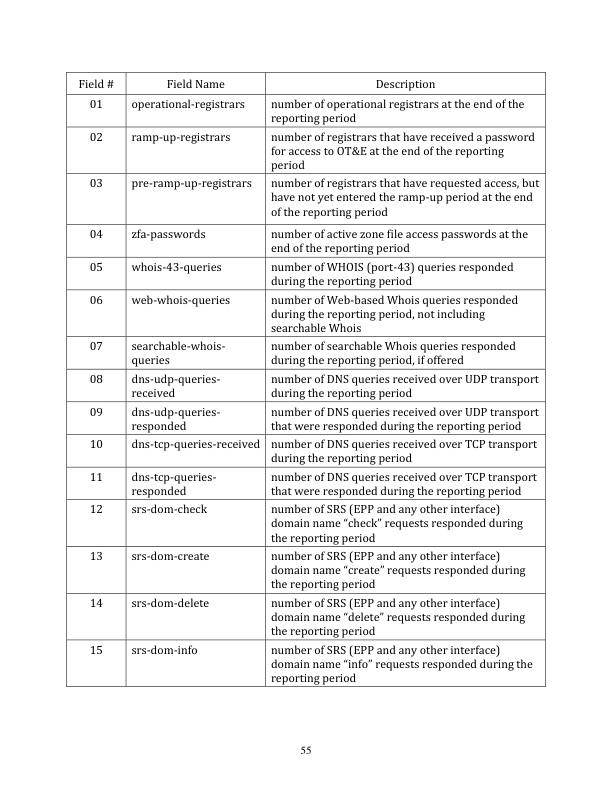 Field # Field Name Description
01 operational-registrars number of operational registrars at the end of the
reporting period
02 ramp-up-registrars number of registrars that have received a password
for access to OT&E at the end of the reporting
period
03 pre-ramp-up-registrars number of registrars that have requested access, but
have not yet entered the ramp-up period at the end
of the reporting period
04 zfa-passwords number of active zone file access passwords at the
end of the reporting period
05 whois-43-queries number of WHOIS (port-43) queries responded
during the reporting period
06 web-whois-queries number of Web-based Whois queries responded
during the reporting period, not including
searchable Whois
07 searchable-whois- number of searchable Whois queries responded
queries during the reporting period, if offered
08 dns-udp-queries- number of DNS queries received over UDP transport
received during the reporting period
09 dns-udp-queries- number of DNS queries received over UDP transport
responded that were responded during the reporting period
10 dns-tcp-queries-received number of DNS queries received over TCP transport
during the reporting period
11 dns-tcp-queries- number of DNS queries received over TCP transport
responded that were responded during the reporting period
12 srs-dom-check number of SRS (EPP and any other interface)
domain name “check” requests responded during
the reporting period
13 srs-dom-create number of SRS (EPP and any other interface)
domain name “create” requests responded during
the reporting period
14 srs-dom-delete number of SRS (EPP and any other interface)
domain name “delete” requests responded during
the reporting period
15 srs-dom-info number of SRS (EPP and any other interface)
domain name “info” requests responded during the
reporting period
55